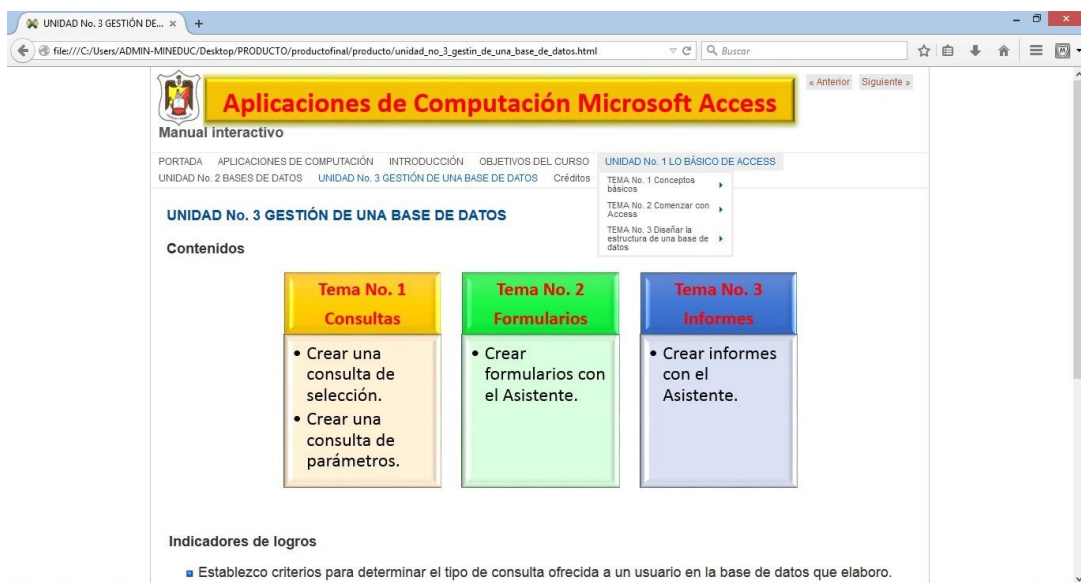 UNIDAD No. 3 GESTIÓN DE... × +
file:///C:/Users/ADMIN-MINEDUC/Desktop/PRODUCTO/productofinal/producto/unidad_no_3_gestin_de_una_base_de_datos.html Buscar
« Anterior Siguiente »
Aplicaciones de Computación Microsoft Access
Manual interactivo
PORTADA APLICACIONES DE COMPUTACIÓN INTRODUCCIÓN OBJETIVOS DEL CURSO UNIDAD No. 1 LO BÁSICO DE ACCESS
UNIDAD No. 2 BASES DE DATOS UNIDAD No. 3 GESTIÓN DE UNA BASE DE DATOS Créditos
TEMA No. 1 Conceptos
básicos
TEMA No. 2 Comenzar con
Access
TEMA No. 3 Diseñar la
estructura de una base de
datos
UNIDAD No. 3 GESTIÓN DE UNA BASE DE DATOS
Contenidos
Tema No. 1
Consultas
• Crear una
consulta de
selección.
• Crear una
consulta de
parámetros.
Tema No. 2
Formularios
• Crear
formularios con
el Asistente.
Tema No. 3
Informes
• Crear informes
con el
Asistente.
Indicadores de logros
Establezco criterios para determinar el tipo de consulta ofrecida a un usuario en la base de datos que elaboro.